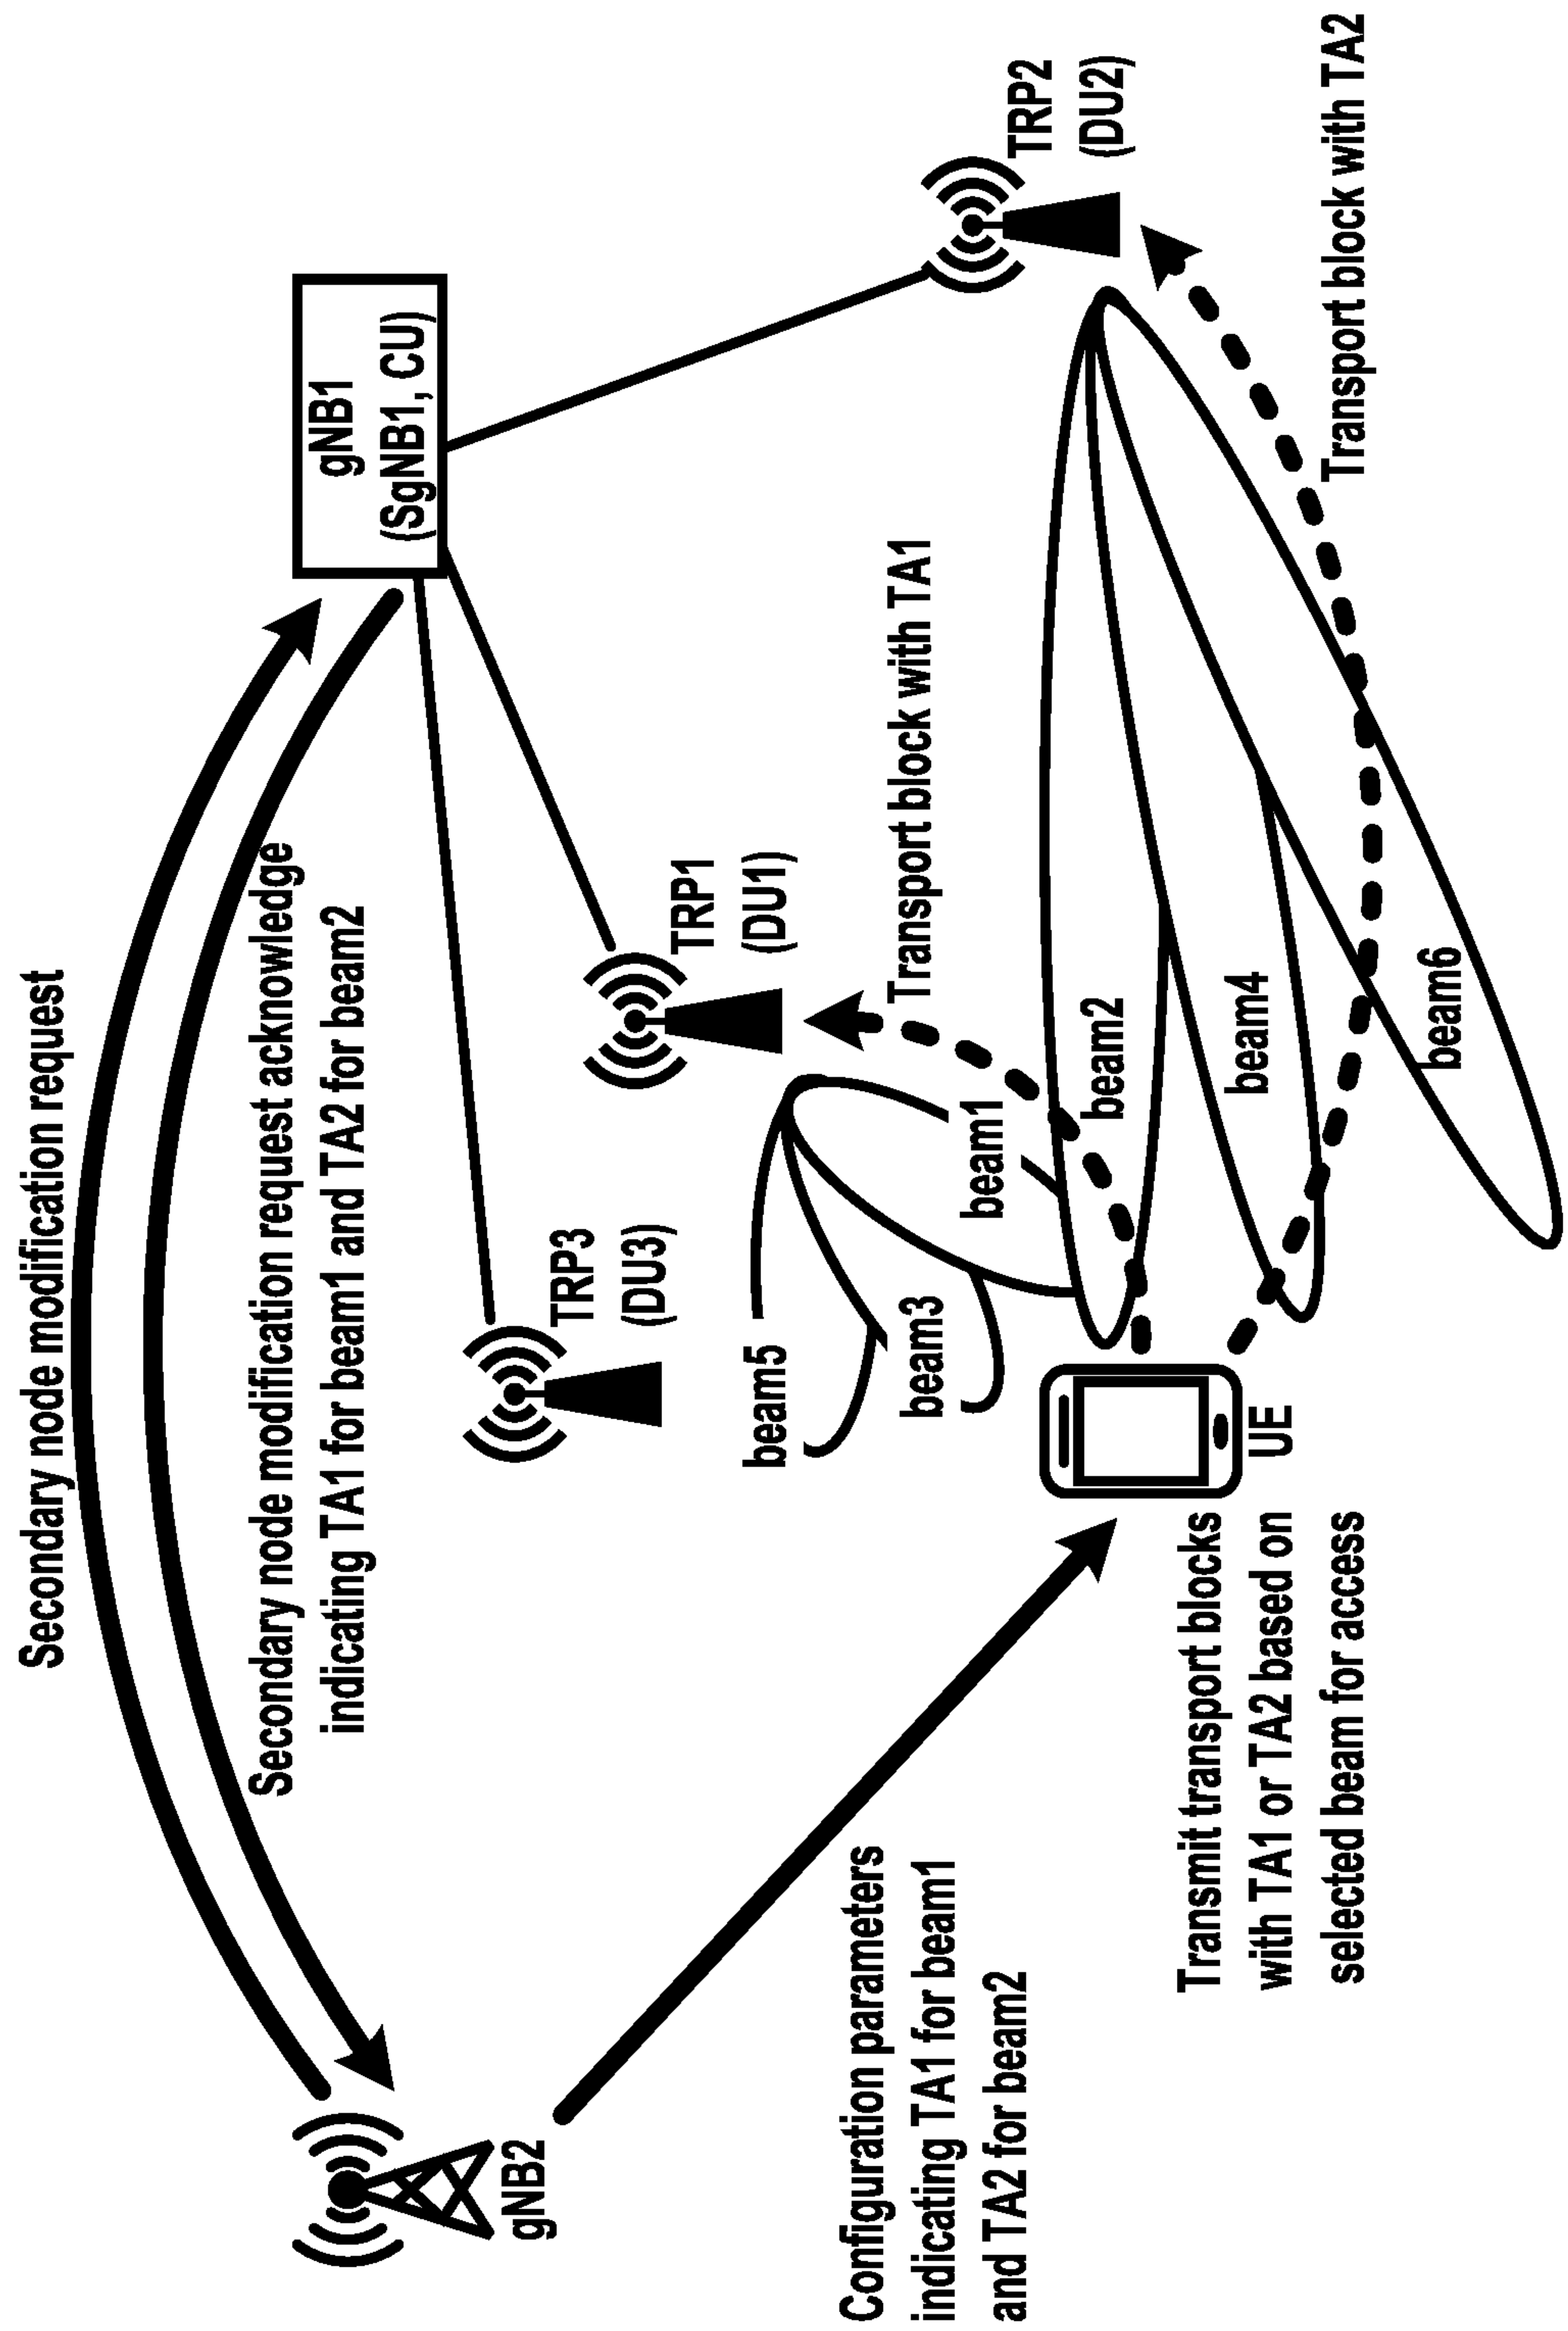 Secondary node modification request
Secondary node modification request acknowledge
indicating TA1 for beam1 and TA2 for beam2
gNB1
(SgNB1, CU)
gNB2
TRP3
(DU3)
TRP1
(DU1)
TRP2
(DU2)
Configuration parameters
indicating TA1 for beam1
and TA2 for beam2
beam5
beam3
beam1
Transport block with TA1
beam2
beam4
beam6
UE
Transmit transport blocks
with TA1 or TA2 based on
selected beam for access
Transport block with TA2